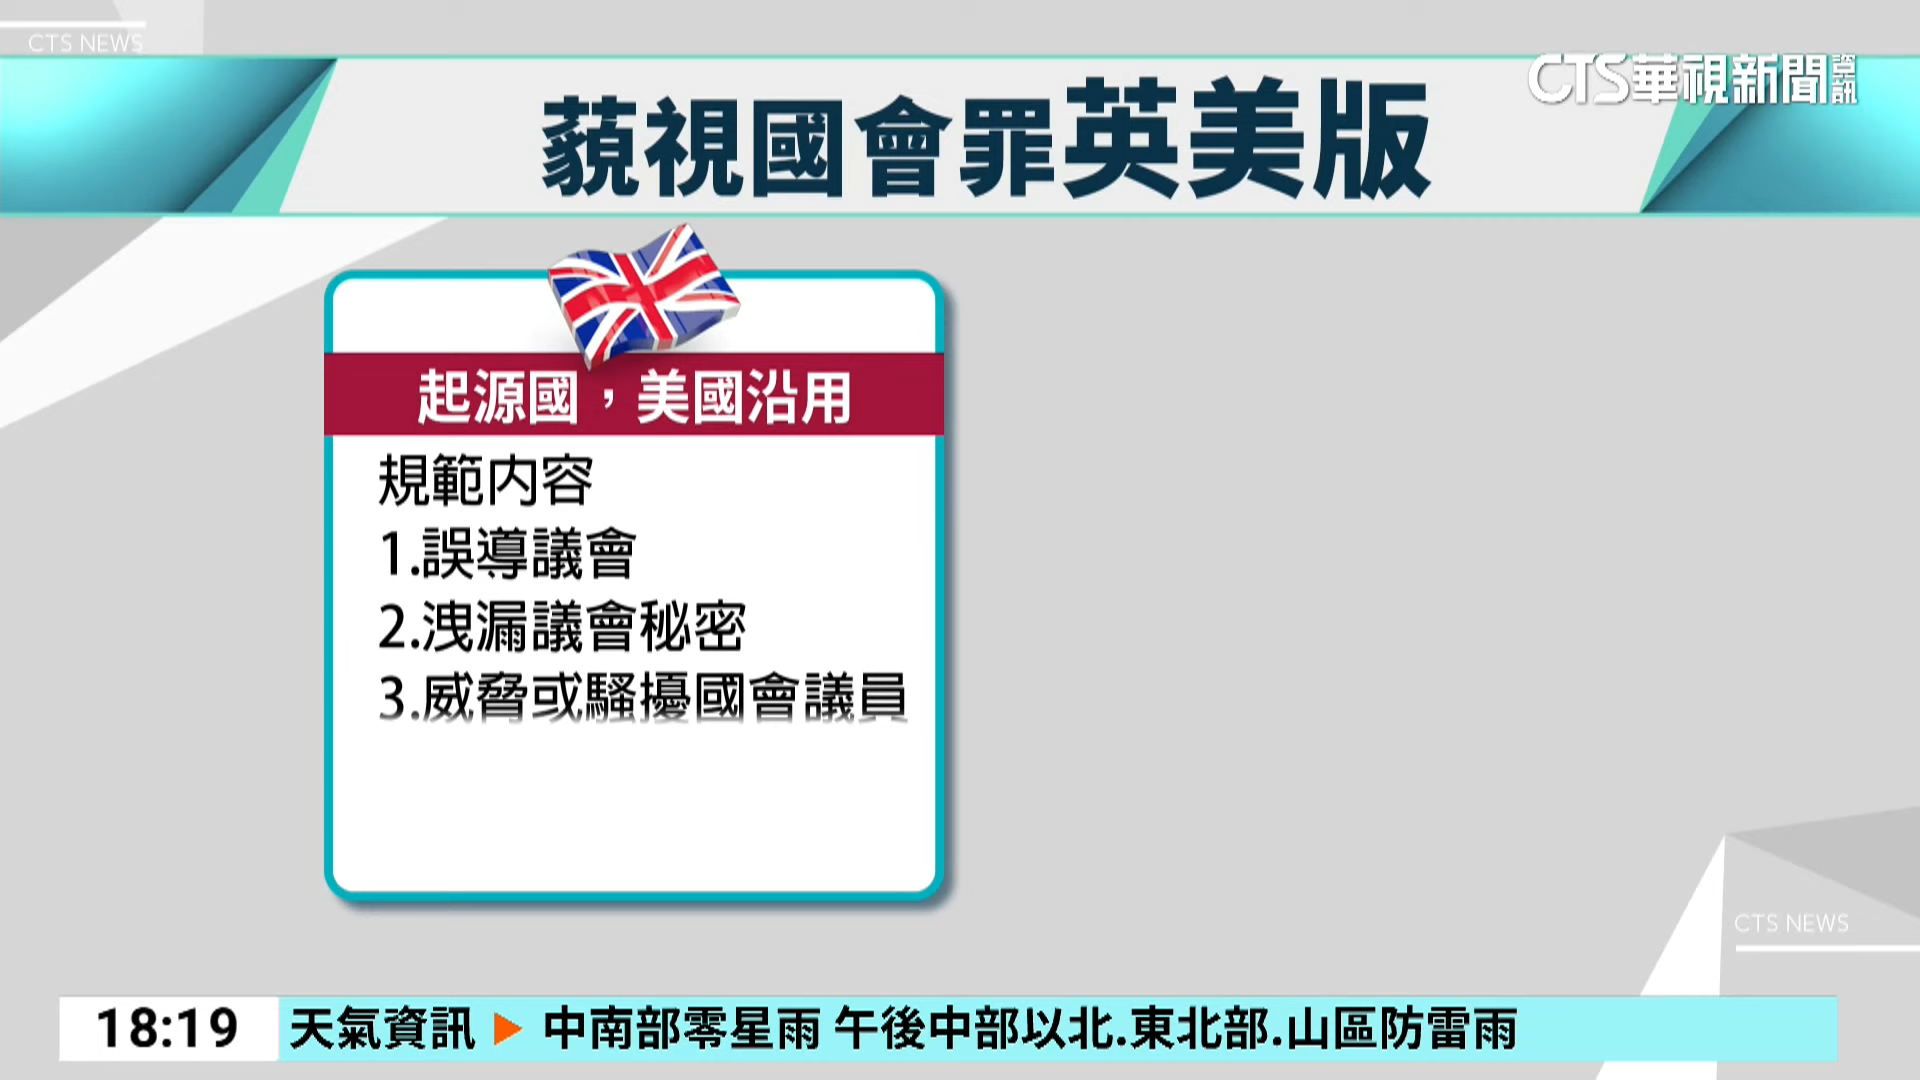 CTS NEWS
藐視國會罪英美版
CTS華視新聞資訊
起源國，美國沿用
規範內容
1.誤導議會
2.洩漏議會秘密
3.威脅或騷擾國會議員
CTS NEWS
18:19 天氣資訊 ▶ 中南部零星雨 午後中部以北.東北部.山區防雷雨